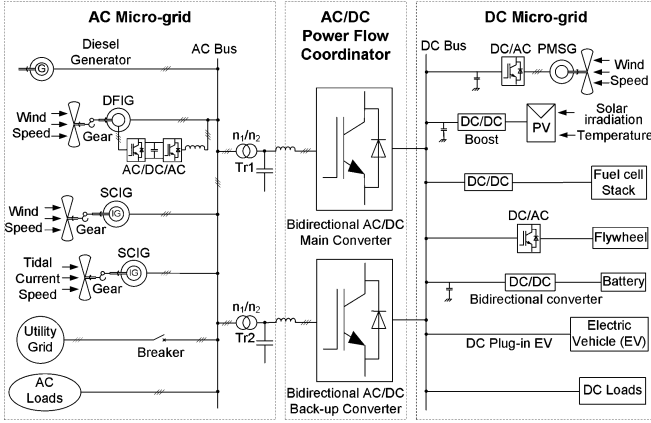 AC Micro-grid
Diesel
Generator
G
AC Bus
Wind
Speed
DFIG
Gear
AC/DC/AC
n1/n2
Tr1
SCIG
IG
Wind
Speed
Gear
SCIG
IG
Tidal
Current
Speed
Gear
n1/n2
Tr2
Utility
Grid
Breaker
AC
Loads
AC/DC
Power Flow
Coordinator
Bidirectional AC/DC
Main Converter
Bidirectional AC/DC
Back-up Converter
DC Micro-grid
DC Bus
DC/AC PMSG
Wind
Speed
DC/DC
Boost
PV
Solar
irradiation
Temperature
DC/DC
Fuel cell
Stack
DC/AC
Flywheel
DC/DC
Battery
Bidirectional converter
DC Plug-in EV
Electric
Vehicle (EV)
DC Loads